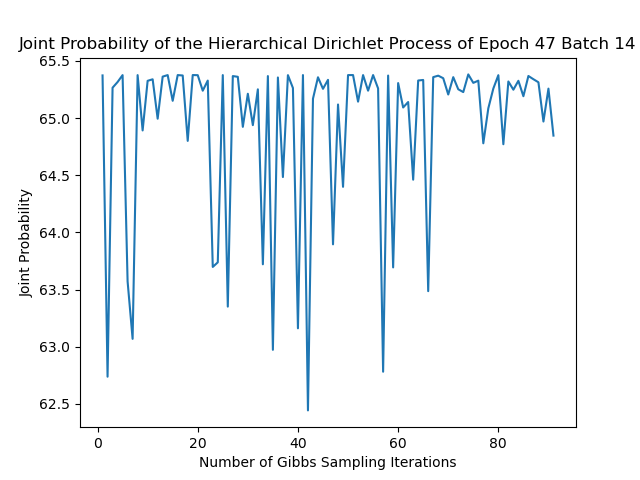 Joint Probability of the Hierarchical Dirichlet Process of Epoch 47 Batch 14
65.5
65.0
64.5
64.0
63.5
63.0
62.5
Joint Probability
0 20 40 60 80
Number of Gibbs Sampling Iterations